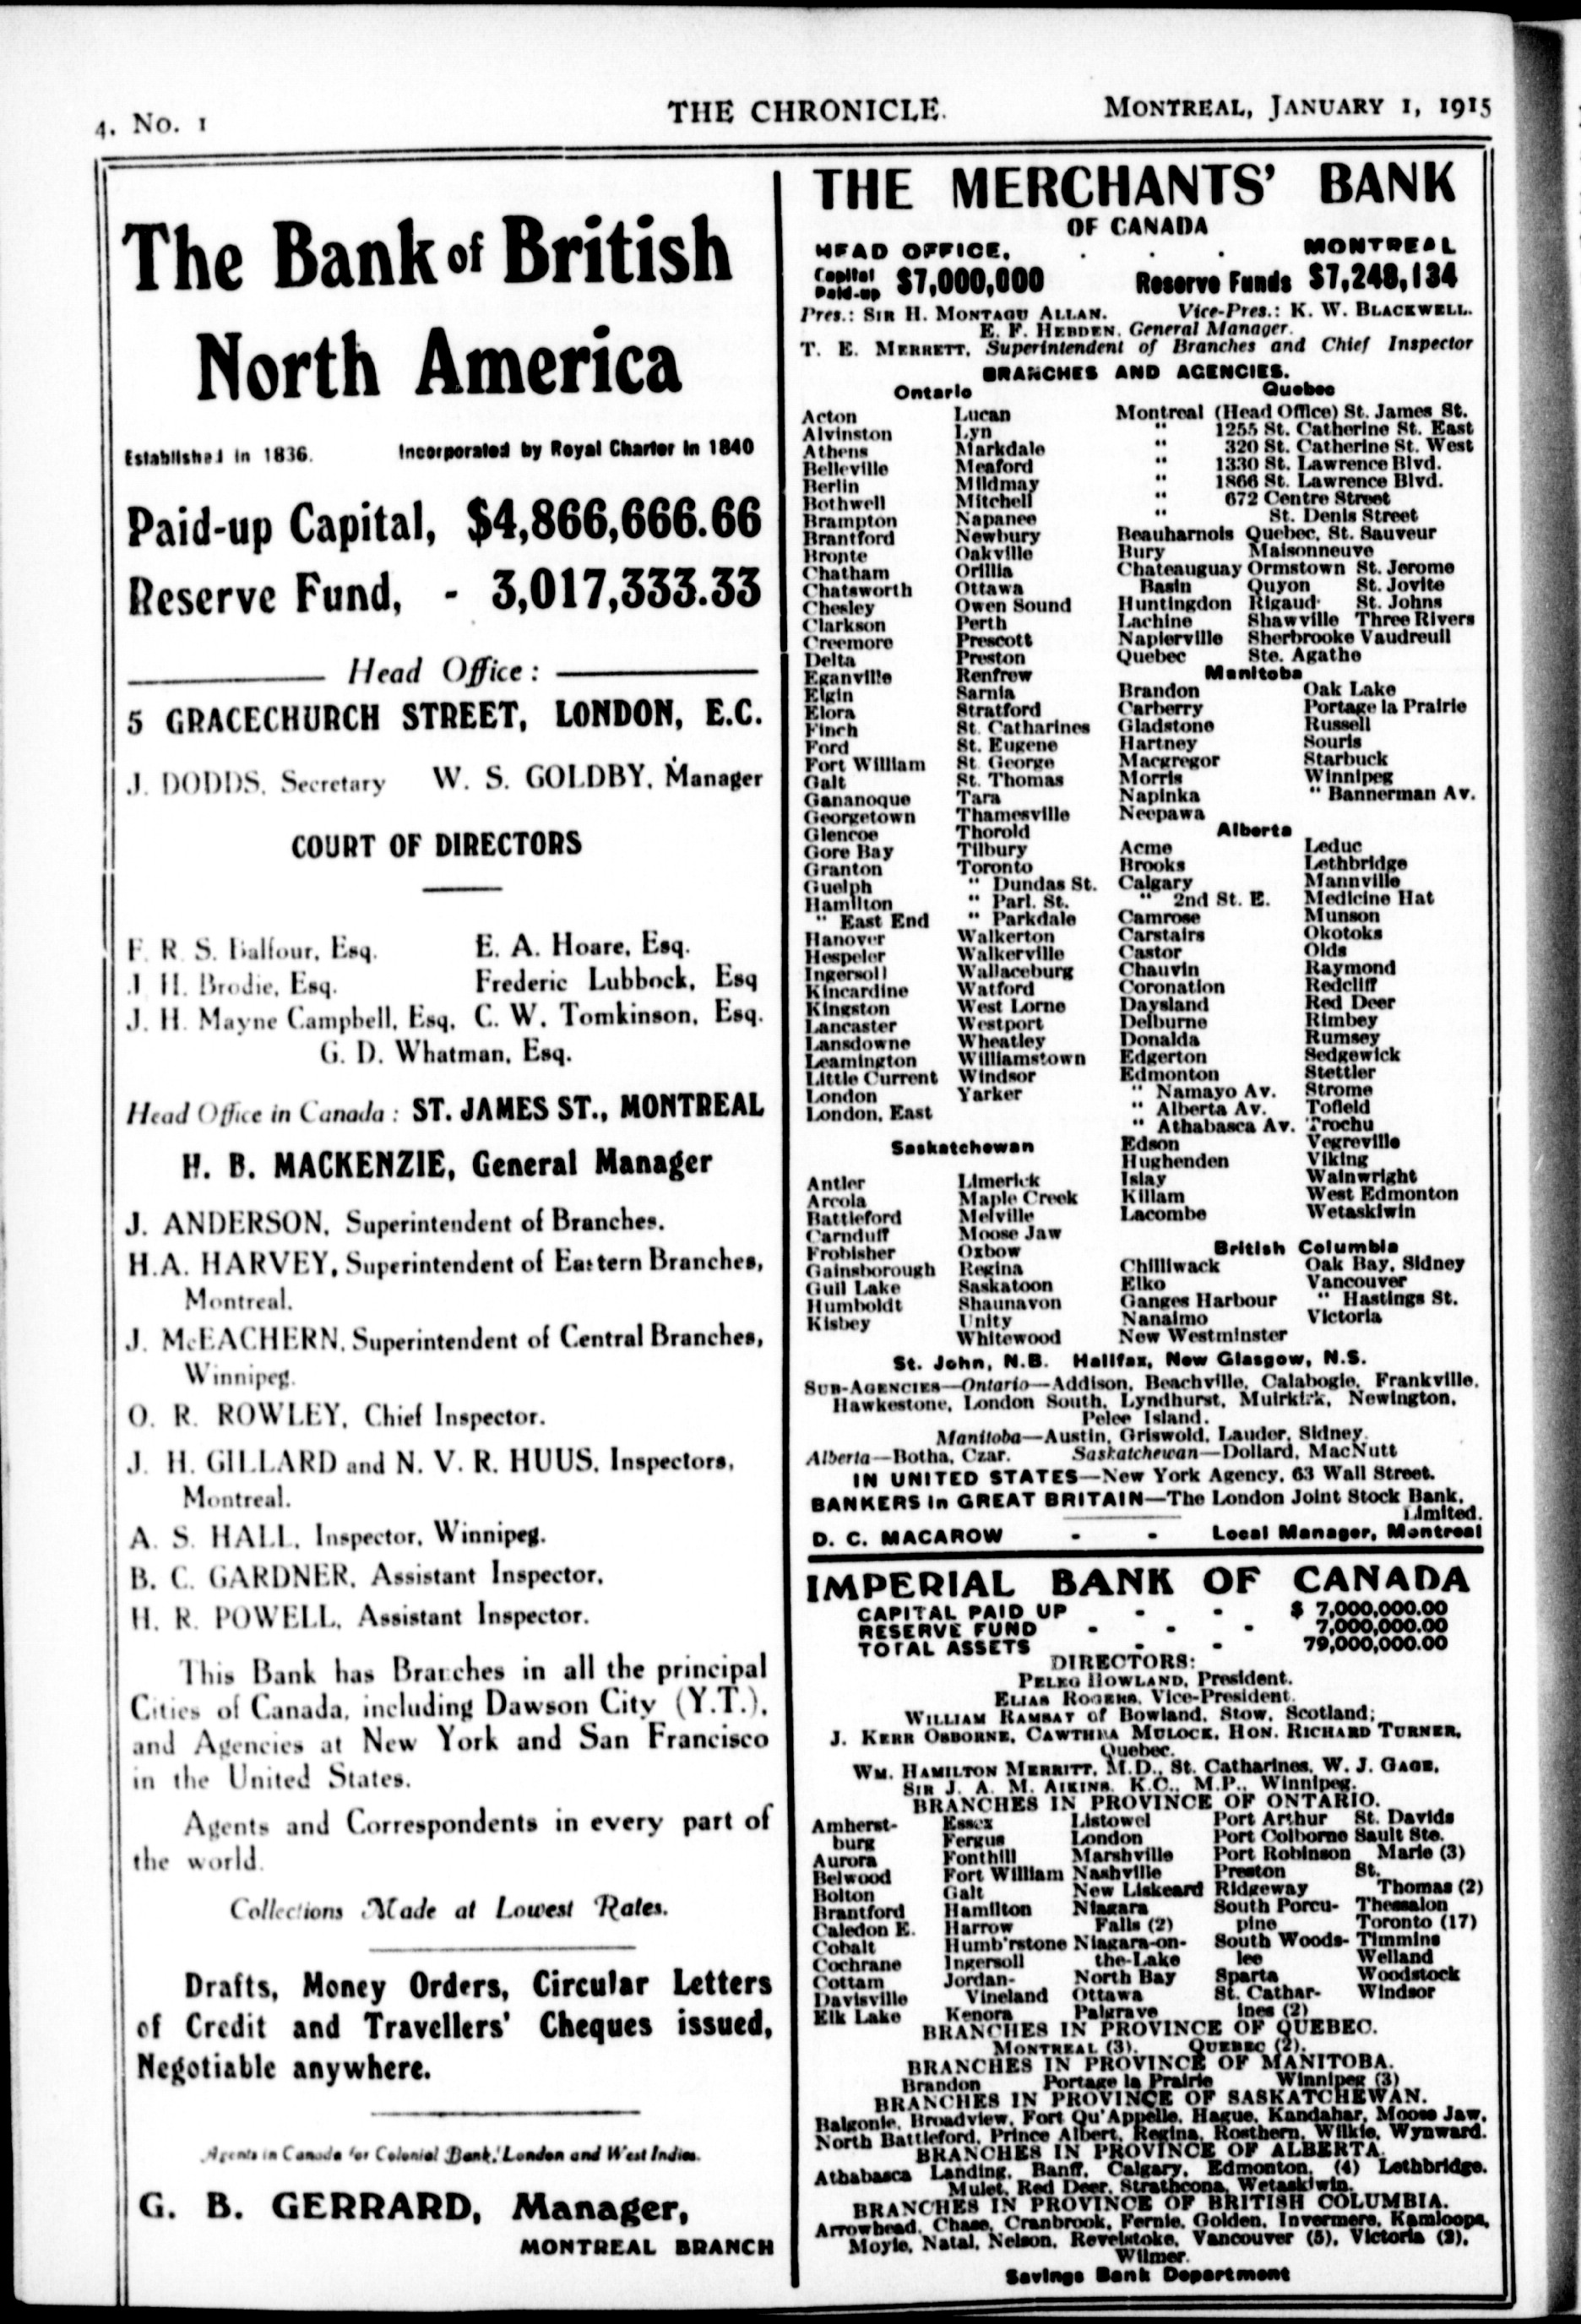 4. No. 1
THE CHRONICLE.
MONTREAL, JANUARY 1, 1915
The Bank of British
North America
Established in 1836.
Incorporated by Royal Charter in 1840
Paid-up Capital, $4,866,666.66
Reserve Fund, - 3,017,333.33
Head Office :
5 GRACECHURCH STREET, LONDON, E.C.
J. DODDS, Secretary W. S. GOLDBY, Manager
COURT OF DIRECTORS
F. R. S. Balfour, Esq. E. A. Hoare, Esq.
J. H. Brodie, Esq. Frederic Lubbock, Esq
J. H. Mayne Campbell, Esq. C. W. Tomkinson, Esq.
G. D. Whatman, Esq.
Head Office in Canada : ST. JAMES ST., MONTREAL
H. B. MACKENZIE, General Manager
J. ANDERSON, Superintendent of Branches.
H. A. HARVEY, Superintendent of Eastern Branches,
Montreal.
J. McEACHERN, Superintendent of Central Branches,
Winnipeg.
O. R. ROWLEY, Chief Inspector.
J. H. GILLARD and N. V. R. HUUS, Inspectors,
Montreal.
A. S. HALL, Inspector, Winnipeg.
B. C. GARDNER, Assistant Inspector.
H. R. POWELL, Assistant Inspector.
This Bank has Branches in all the principal
Cities of Canada, including Dawson City (Y.T.),
and Agencies at New York and San Francisco
in the United States.
Agents and Correspondents in every part of
the world.
Collections Made at Lowest Rates.
Drafts, Money Orders, Circular Letters
of Credit and Travellers' Cheques issued,
Negotiable anywhere.
Agents in Canada for Colonial Bank, London and West Indies.
G. B. GERRARD, Manager,
MONTREAL BRANCH
THE MERCHANTS' BANK
OF CANADA
HEAD OFFICE, . . . MONTREAL
Capital Paid-up $7,000,000 Reserve Funds $7,248,134
Pres.: SIR H. MONTAGU ALLAN. Vice-Pres.: K. W. BLACKWELL.
E. F. HEBDEN, General Manager.
T. E. MERRETT, Superintendent of Branches and Chief Inspector
BRANCHES AND AGENCIES.
Ontario
Acton Lucan
Alvinston Lyn
Athens Markdale
Belleville Meaford
Berlin Mildmay
Bothwell Mitchell
Brampton Napanee
Brantford Newbury
Bronte Oakville
Chatham Orillia
Chatsworth Ottawa
Chesley Owen Sound
Clarkson Perth
Creemore Prescott
Delta Preston
Eganville Renfrew
Elgin Sarnia
Elora Stratford
Finch St. Catharines
Ford St. Eugene
Fort William St. George
Galt St. Thomas
Gananoque Tara
Georgetown Thamesville
Glencoe Thorold
Gore Bay Tilbury
Granton Toronto
Guelph " Dundas St.
Hamilton " Parl. St.
" East End " Parkdale
Hanover Walkerton
Hespeler Walkerville
Ingersoll Wallaceburg
Kincardine Watford
Kingston West Lorne
Lancaster Westport
Lansdowne Wheatley
Leamington Williamstown
Little Current Windsor
London Yarker
London, East
Saskatchewan
Antler Limerick
Arcola Maple Creek
Battleford Melville
Carnduff Moose Jaw
Frobisher Oxbow
Gainsborough Regina
Gull Lake Saskatoon
Humboldt Shaunavon
Kisbey Unity
Whitewood
Quebec
Montreal (Head Office) St. James St.
" 1255 St. Catherine St. East
" 320 St. Catherine St. West
" 1330 St. Lawrence Blvd.
" 1866 St. Lawrence Blvd.
" 672 Centre Street
" St. Denis Street
Beauharnois Quebec, St. Sauveur
Bury Maisonneuve
Chateauguay Ormstown St. Jerome
Basin Quyon St. Jovite
Huntingdon Rigaud St. Johns
Lachine Shawville Three Rivers
Napierville Sherbrooke Vaudreuil
Quebec Ste. Agathe
Manitoba
Brandon Oak Lake
Carberry Portage la Prairie
Gladstone Russell
Hartney Souris
Macgregor Starbuck
Morris Winnipeg
Napinka " Bannerman Av.
Neepawa
Alberta
Acme Leduc
Brooks Lethbridge
Calgary Mannville
" 2nd St. E. Medicine Hat
Camrose Munson
Carstairs Okotoks
Castor Olds
Chauvin Raymond
Coronation Redcliff
Daysland Red Deer
Delburne Rimbey
Donalda Rumsey
Edgerton Sedgewick
Edmonton Stettler
" Namayo Av. Strome
" Alberta Av. Tofield
" Athabasca Av. Trochu
Edson Vegreville
Hughenden Viking
Islay Wainwright
Killam West Edmonton
Lacombe Wetaskiwin
British Columbia
Chilliwack Oak Bay, Sidney
Elko Vancouver
Ganges Harbour " Hastings St.
Nanaimo Victoria
New Westminster
St. John, N.B. Halifax, New Glasgow, N.S.
SUB-AGENCIES—Ontario—Addison, Beachville, Calabogie, Frankville,
Hawkestone, London South, Lyndhurst, Muirkirk, Newington,
Pelee Island.
Manitoba—Austin, Griswold, Lauder, Sidney.
Alberta—Botha, Czar. Saskatchewan—Dollard, MacNutt
IN UNITED STATES—New York Agency, 63 Wall Street.
BANKERS in GREAT BRITAIN—The London Joint Stock Bank,
Limited.
D. C. MACAROW - - Local Manager, Montreal
IMPERIAL BANK OF CANADA
CAPITAL PAID UP - - $ 7,000,000.00
RESERVE FUND - - - 7,000,000.00
TOTAL ASSETS - - 79,000,000.00
DIRECTORS:
PELEG HOWLAND, President.
ELIAS ROGERS, Vice-President.
WILLIAM RAMSAY of Bowland, Stow, Scotland;
J. KERR OSBORNE, CAWTHRA MULOCK, HON. RICHARD TURNER,
Quebec.
WM. HAMILTON MERRITT, M.D., St. Catharines, W. J. GAGE,
SIR J. A. M. AIKINS, K.C., M.P., Winnipeg.
BRANCHES IN PROVINCE OF ONTARIO.
Amherst- Essex Listowel Port Arthur St. Davids
burg Fergus London Port Colborne Sault Ste.
Aurora Fonthill Marshville Port Robinson Marie (3)
Belwood Fort William Nashville Preston St.
Bolton Galt New Liskeard Ridgeway Thomas (2)
Brantford Hamilton Niagara South Porcu- Thessalon
Caledon E. Harrow Falls (2) pine Toronto (17)
Cobalt Humb'rstone Niagara-on- South Woods- Timmins
Cochrane Ingersoll the-Lake lee Welland
Cottam Jordan- North Bay Sparta Woodstock
Davisville Vineland Ottawa St. Cathar- Windsor
Elk Lake Kenora Palgrave ines (2)
BRANCHES IN PROVINCE OF QUEBEC.
MONTREAL (3), QUEBEC (2).
BRANCHES IN PROVINCE OF MANITOBA.
Brandon Portage la Prairie Winnipeg (3)
BRANCHES IN PROVINCE OF SASKATCHEWAN.
Balgonie, Broadview, Fort Qu'Appelle, Hague, Kandahar, Moose Jaw,
North Battleford, Prince Albert, Regina, Rosthern, Wilkie, Wynward.
BRANCHES IN PROVINCE OF ALBERTA.
Athabasca Landing, Banff, Calgary, Edmonton, (4) Lethbridge.
Mulet, Red Deer, Strathcona, Wetaskiwin.
BRANCHES IN PROVINCE OF BRITISH COLUMBIA.
Arrowhead, Chase, Cranbrook, Fernie, Golden, Invermere, Kamloops,
Moyie, Natal, Nelson, Revelstoke, Vancouver (5), Victoria (2),
Wilmer.
Savings Bank Department